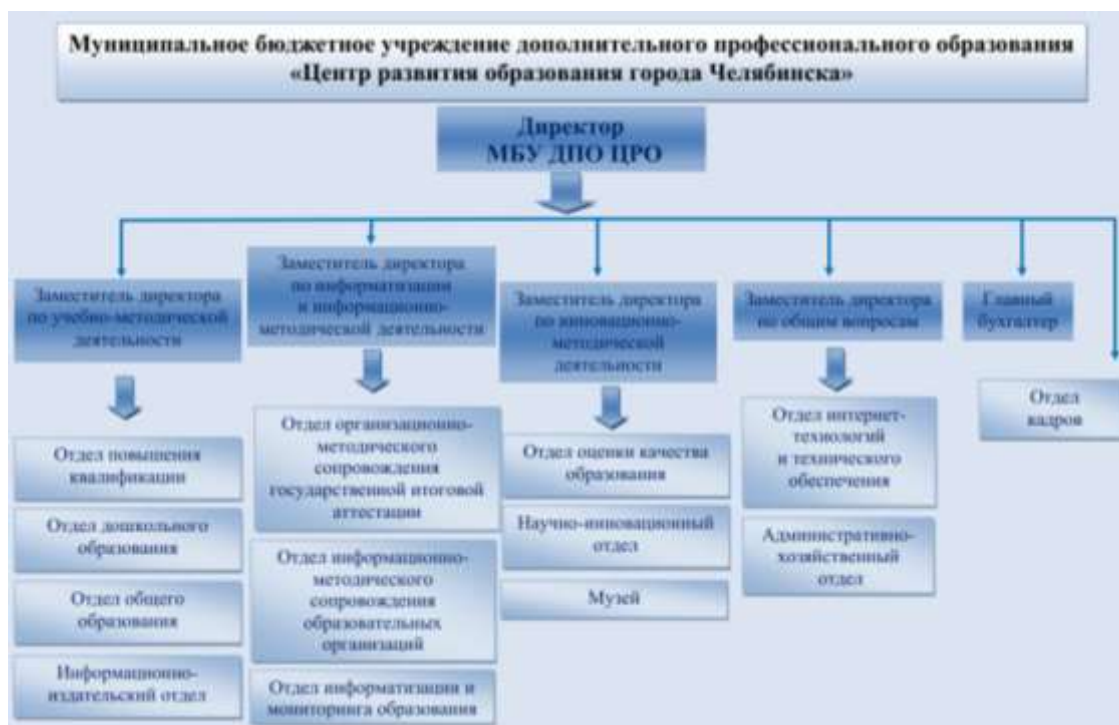 Муниципальное бюджетное учреждение дополнительного профессионального образования
«Центр развития образования города Челябинска»
Директор
МБУ ДПО ЦРО
Заместитель директора
по учебно-методической
деятельности
Отдел повышения
квалификации
Отдел дошкольного
образования
Отдел общего
образования
Информационно-
издательский отдел
Заместитель директора
по информатизации
и информационно-
методической деятельности
Отдел организационно-
методического
сопровождения
государственной итоговой
аттестации
Отдел информационно-
методического
сопровождения
образовательных
организаций
Отдел информатизации и
мониторинга образования
Заместитель директора
по инновационно-
методической
деятельности
Отдел оценки качества
образования
Научно-инновационный
отдел
Музей
Заместитель директора
по общим вопросам
Отдел интернет-
технологий
и технического
обеспечения
Административно-
хозяйственный
отдел
Главный
бухгалтер
Отдел
кадров